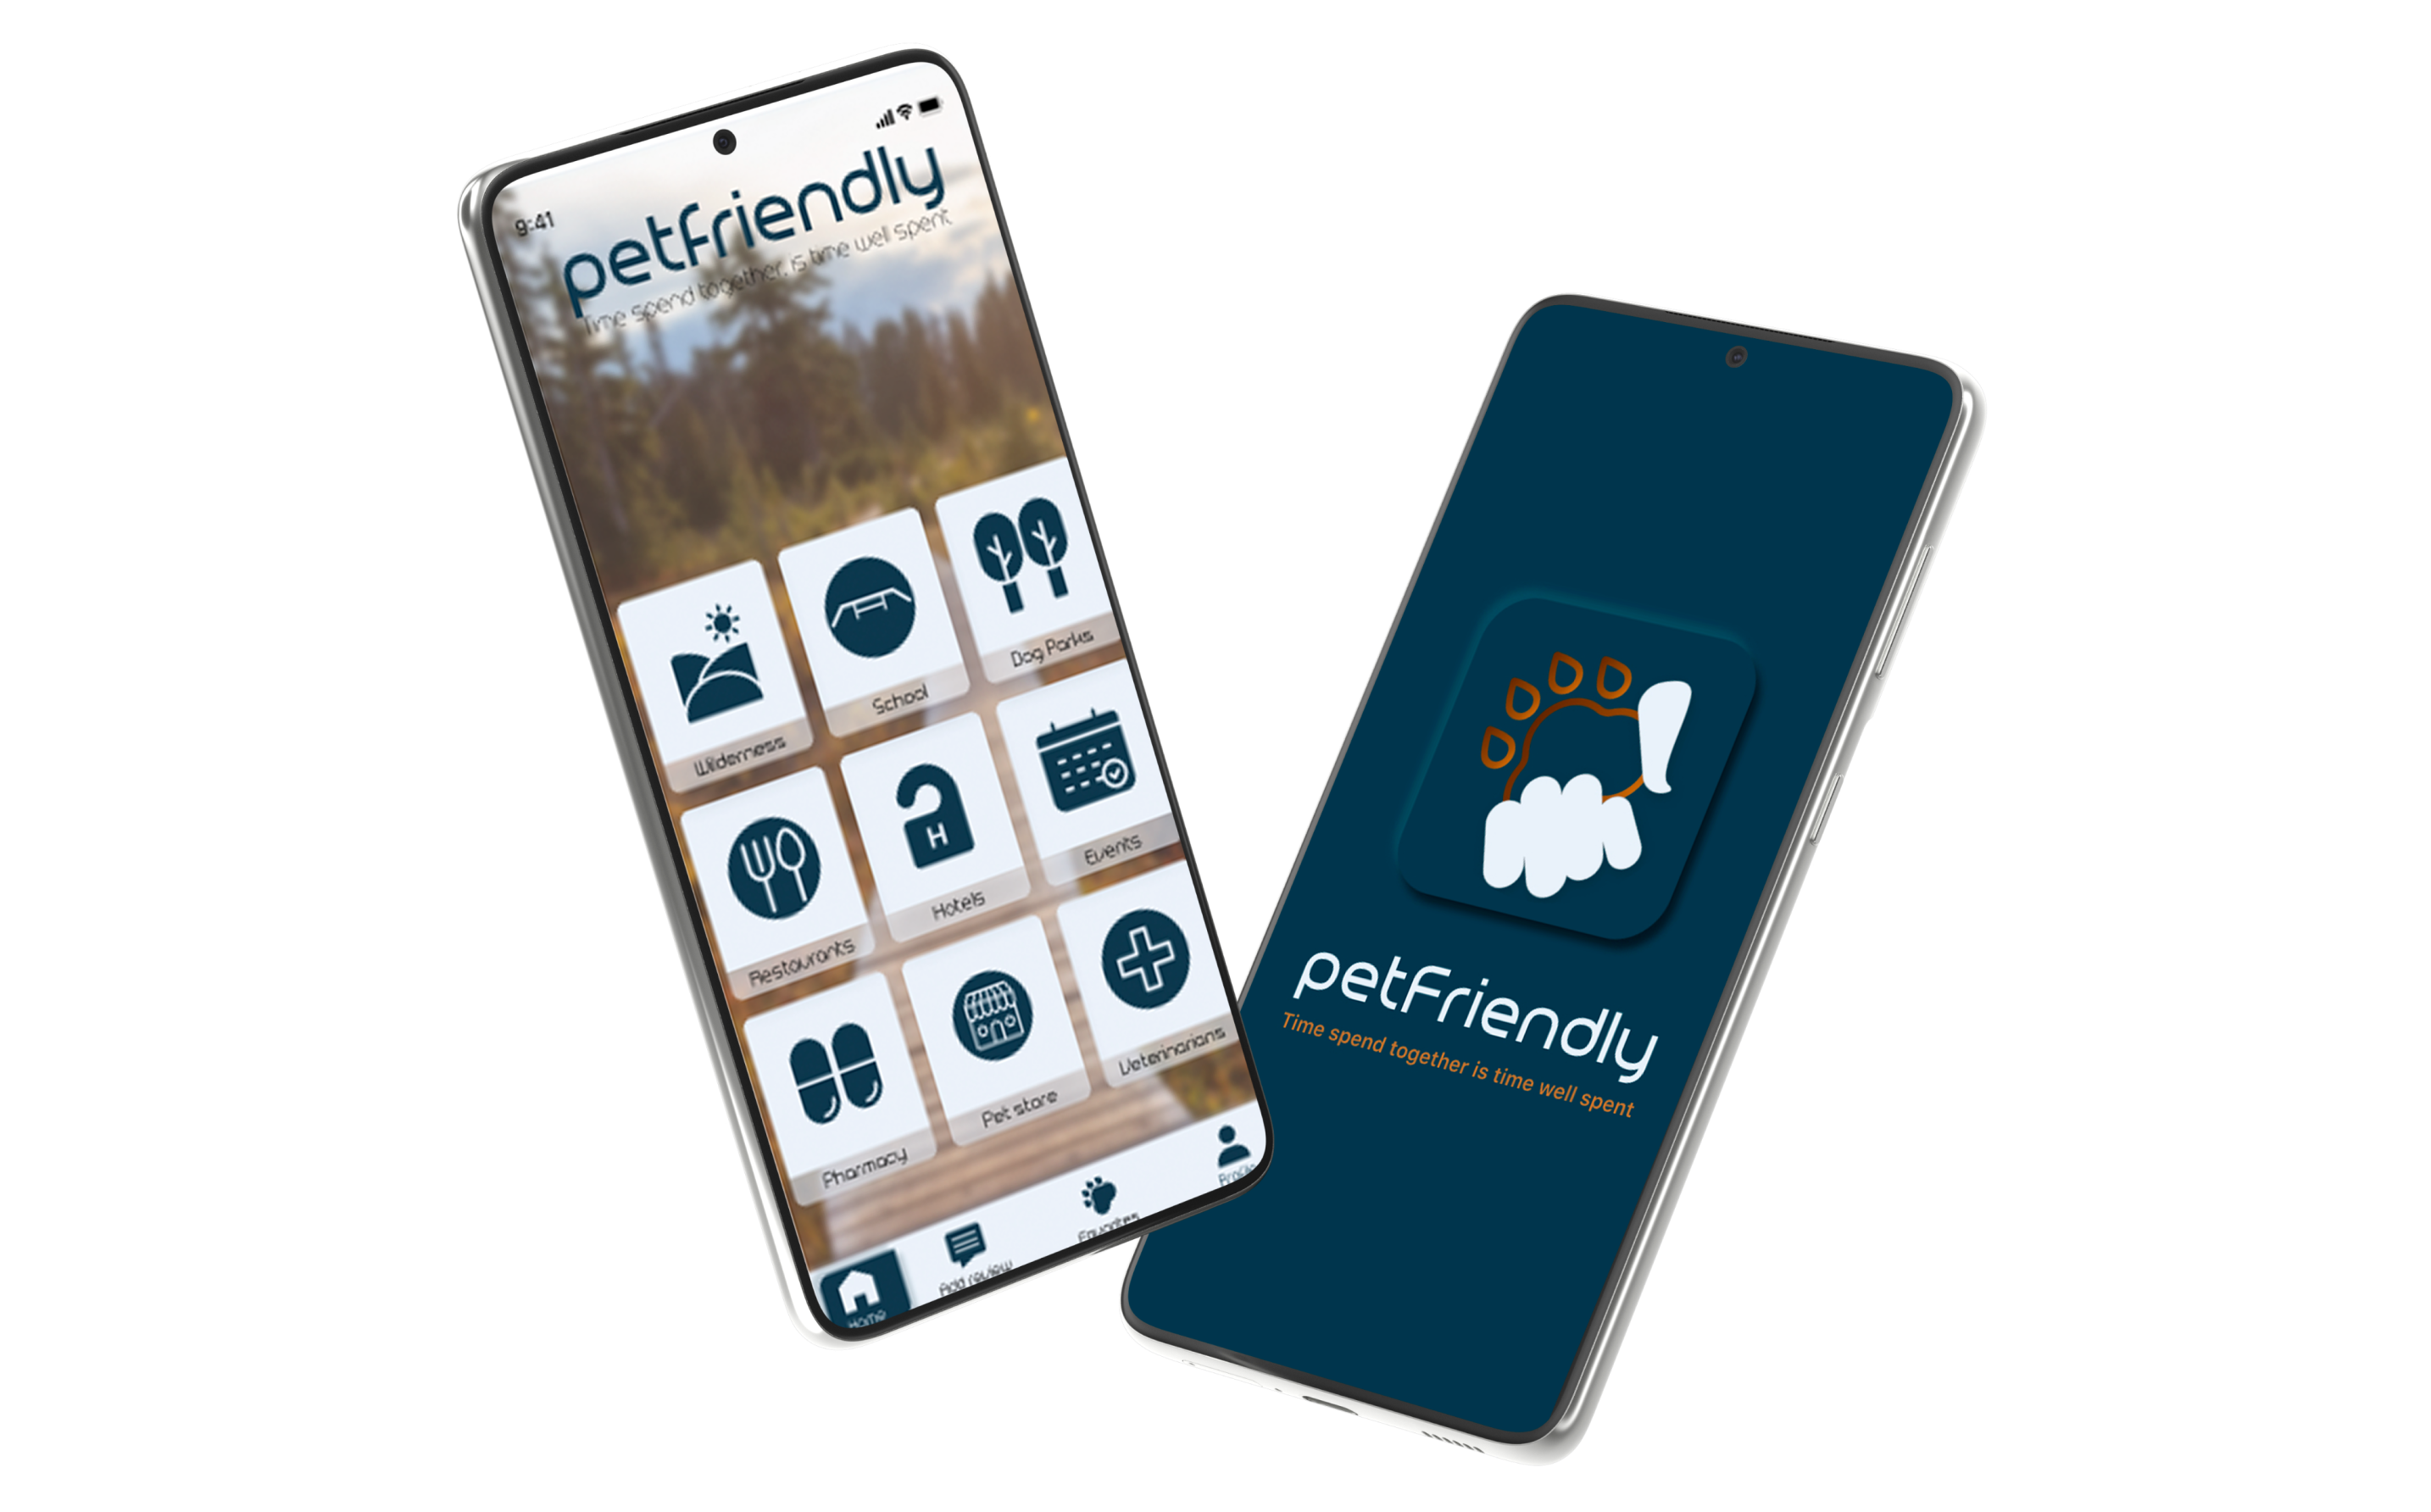 9:41
petfriendly
Time spend together, is time well spent
Wilderness
School
Dog Parks
Restourants
Hotels
H
Events
Pharmacy
Pet store
Veterinarians
Home
Add review
Favorites
Profile
petfriendly
Time spend together is time well spent